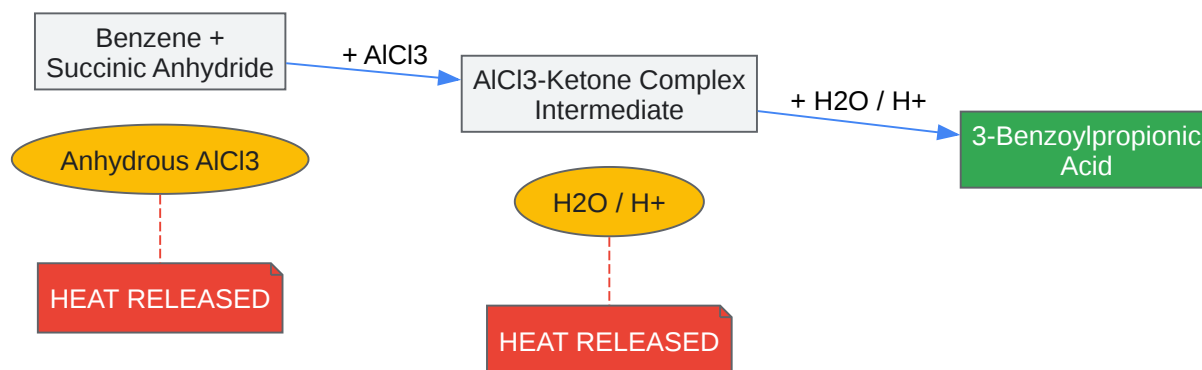 Benzene +
Succinic Anhydride
+ AlCl3
AlCl3-Ketone Complex
Intermediate
+ H2O / H+
3-Benzoylpropionic
Acid
Anhydrous AlCl3
H2O / H+
HEAT RELEASED
HEAT RELEASED